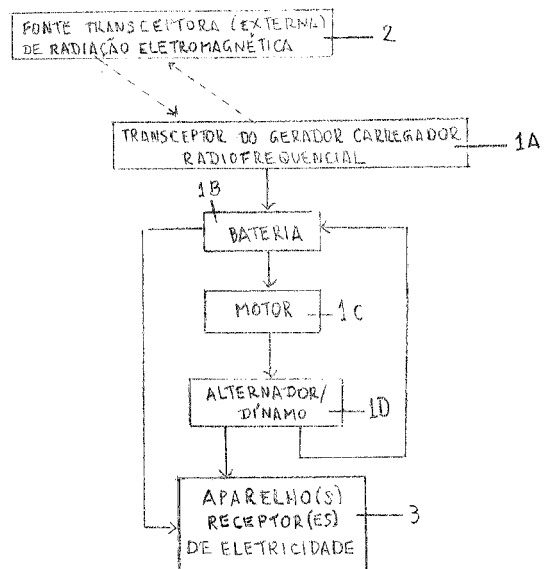 FONTE TRANSCEPTORA (EXTERNA)
DE RADIAÇÃO ELETROMAGNÉTICA
2
TRANSCEPTOR DO GERADOR CARREGADOR
RADIOFREQUENCIAL
1A
1B
BATERIA
MOTOR
1C
ALTERNADOR/
DÍNAMO
1D
APARELHO(S)
RECEPTOR(ES)
DE ELETRICIDADE
3